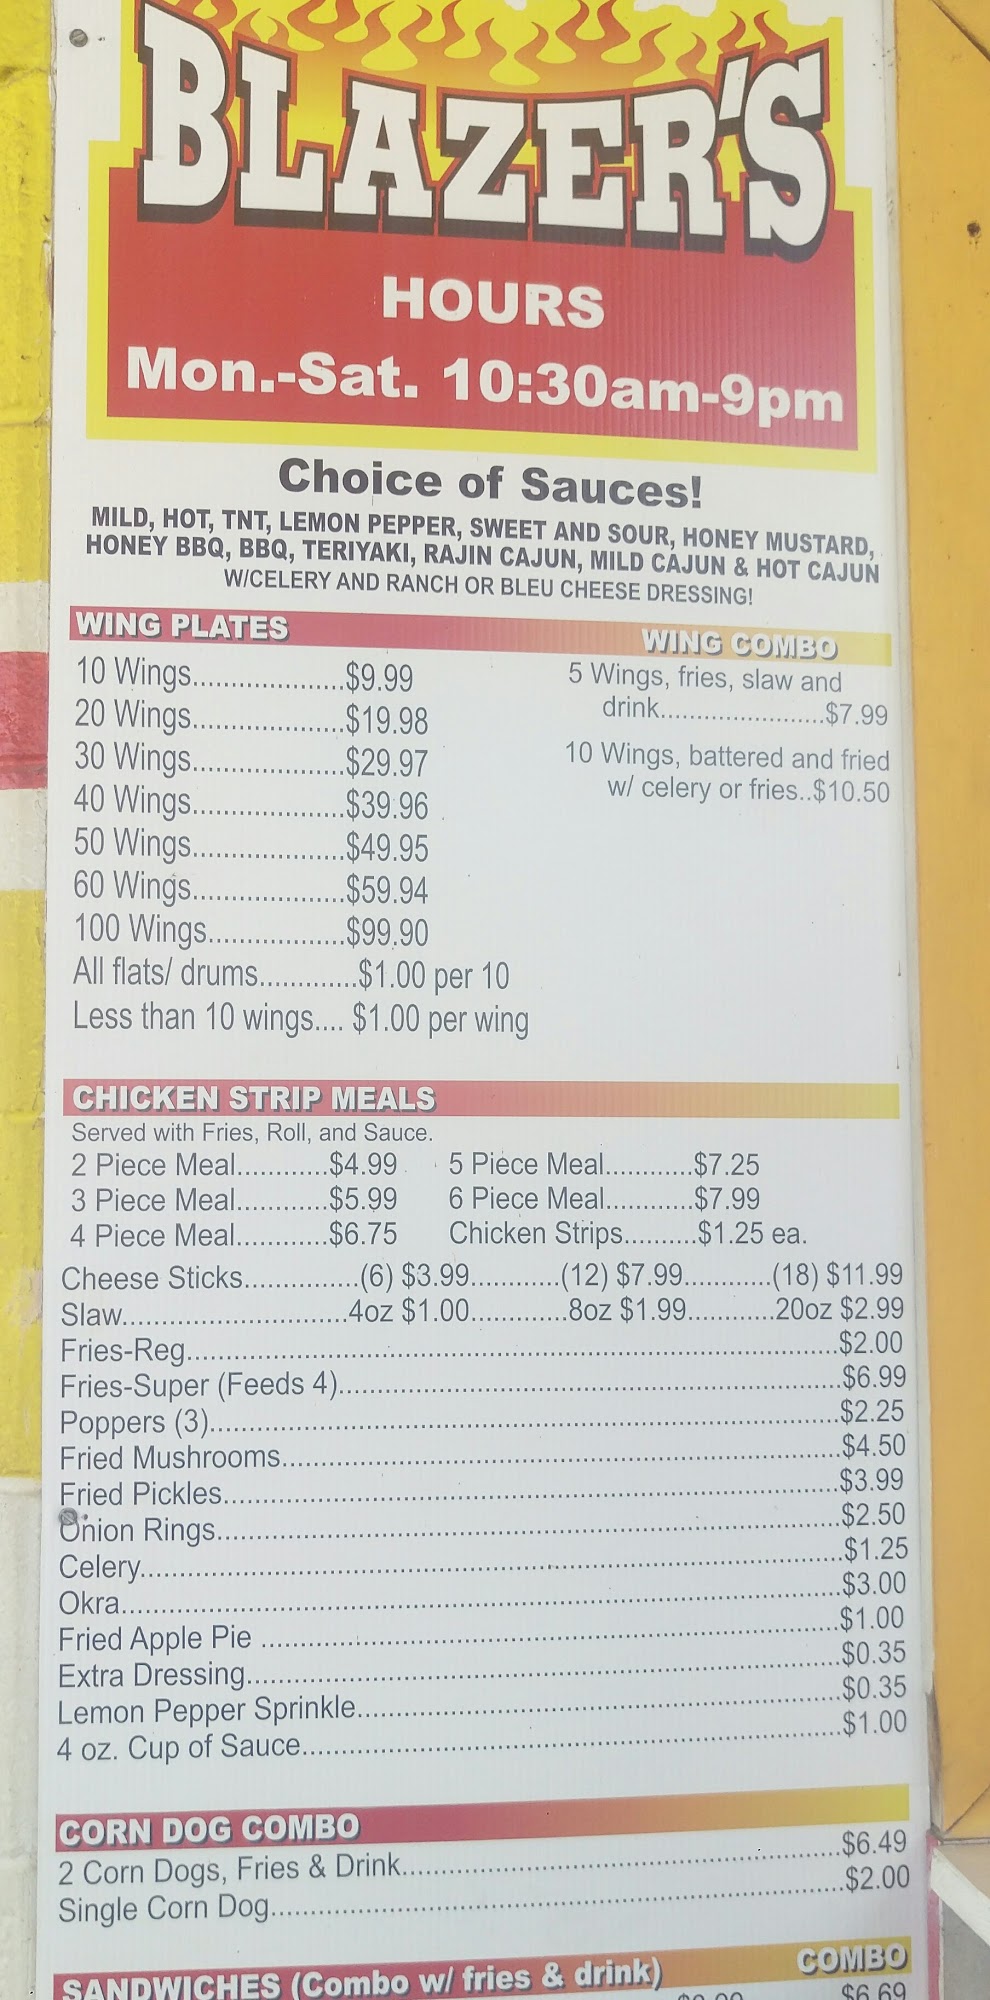 BLAZER'S
HOURS
Mon.-Sat. 10:30am-9pm
Choice of Sauces!
MILD, HOT, TNT, LEMON PEPPER, SWEET AND SOUR, HONEY MUSTARD,
HONEY BBQ, BBQ, TERIYAKI, RAJIN CAJUN, MILD CAJUN & HOT CAJUN
W/CELERY AND RANCH OR BLEU CHEESE DRESSING!
WING PLATES
10 Wings....................$9.99
20 Wings....................$19.98
30 Wings....................$29.97
40 Wings....................$39.96
50 Wings....................$49.95
60 Wings....................$59.94
100 Wings..................$99.90
All flats/ drums.............$1.00 per 10
Less than 10 wings.... $1.00 per wing
WING COMBO
5 Wings, fries, slaw and
drink.......................$7.99
10 Wings, battered and fried
w/ celery or fries..$10.50
CHICKEN STRIP MEALS
Served with Fries, Roll, and Sauce.
2 Piece Meal............$4.99 5 Piece Meal............$7.25
3 Piece Meal............$5.99 6 Piece Meal............$7.99
4 Piece Meal............$6.75 Chicken Strips..........$1.25 ea.
Cheese Sticks...............(6) $3.99............(12) $7.99............(18) $11.99
Slaw..............................4oz $1.00.............8oz $1.99............20oz $2.99
Fries-Reg....................$2.00
Fries-Super (Feeds 4)....................$6.99
Poppers (3)....................$2.25
Fried Mushrooms....................$4.50
Fried Pickles....................$3.99
Onion Rings....................$2.50
Celery....................$1.25
Okra....................$3.00
Fried Apple Pie ....................$1.00
Extra Dressing....................$0.35
Lemon Pepper Sprinkle....................$0.35
4 oz. Cup of Sauce....................$1.00
CORN DOG COMBO
2 Corn Dogs, Fries & Drink....................$6.49
Single Corn Dog....................$2.00
SANDWICHES (Combo w/ fries & drink) COMBO
$6.69